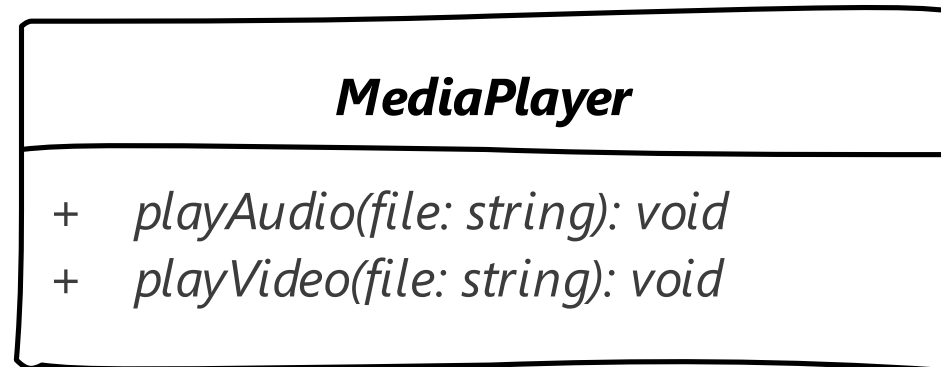 MediaPlayer
+ playAudio(file: string): void
+ playVideo(file: string): void